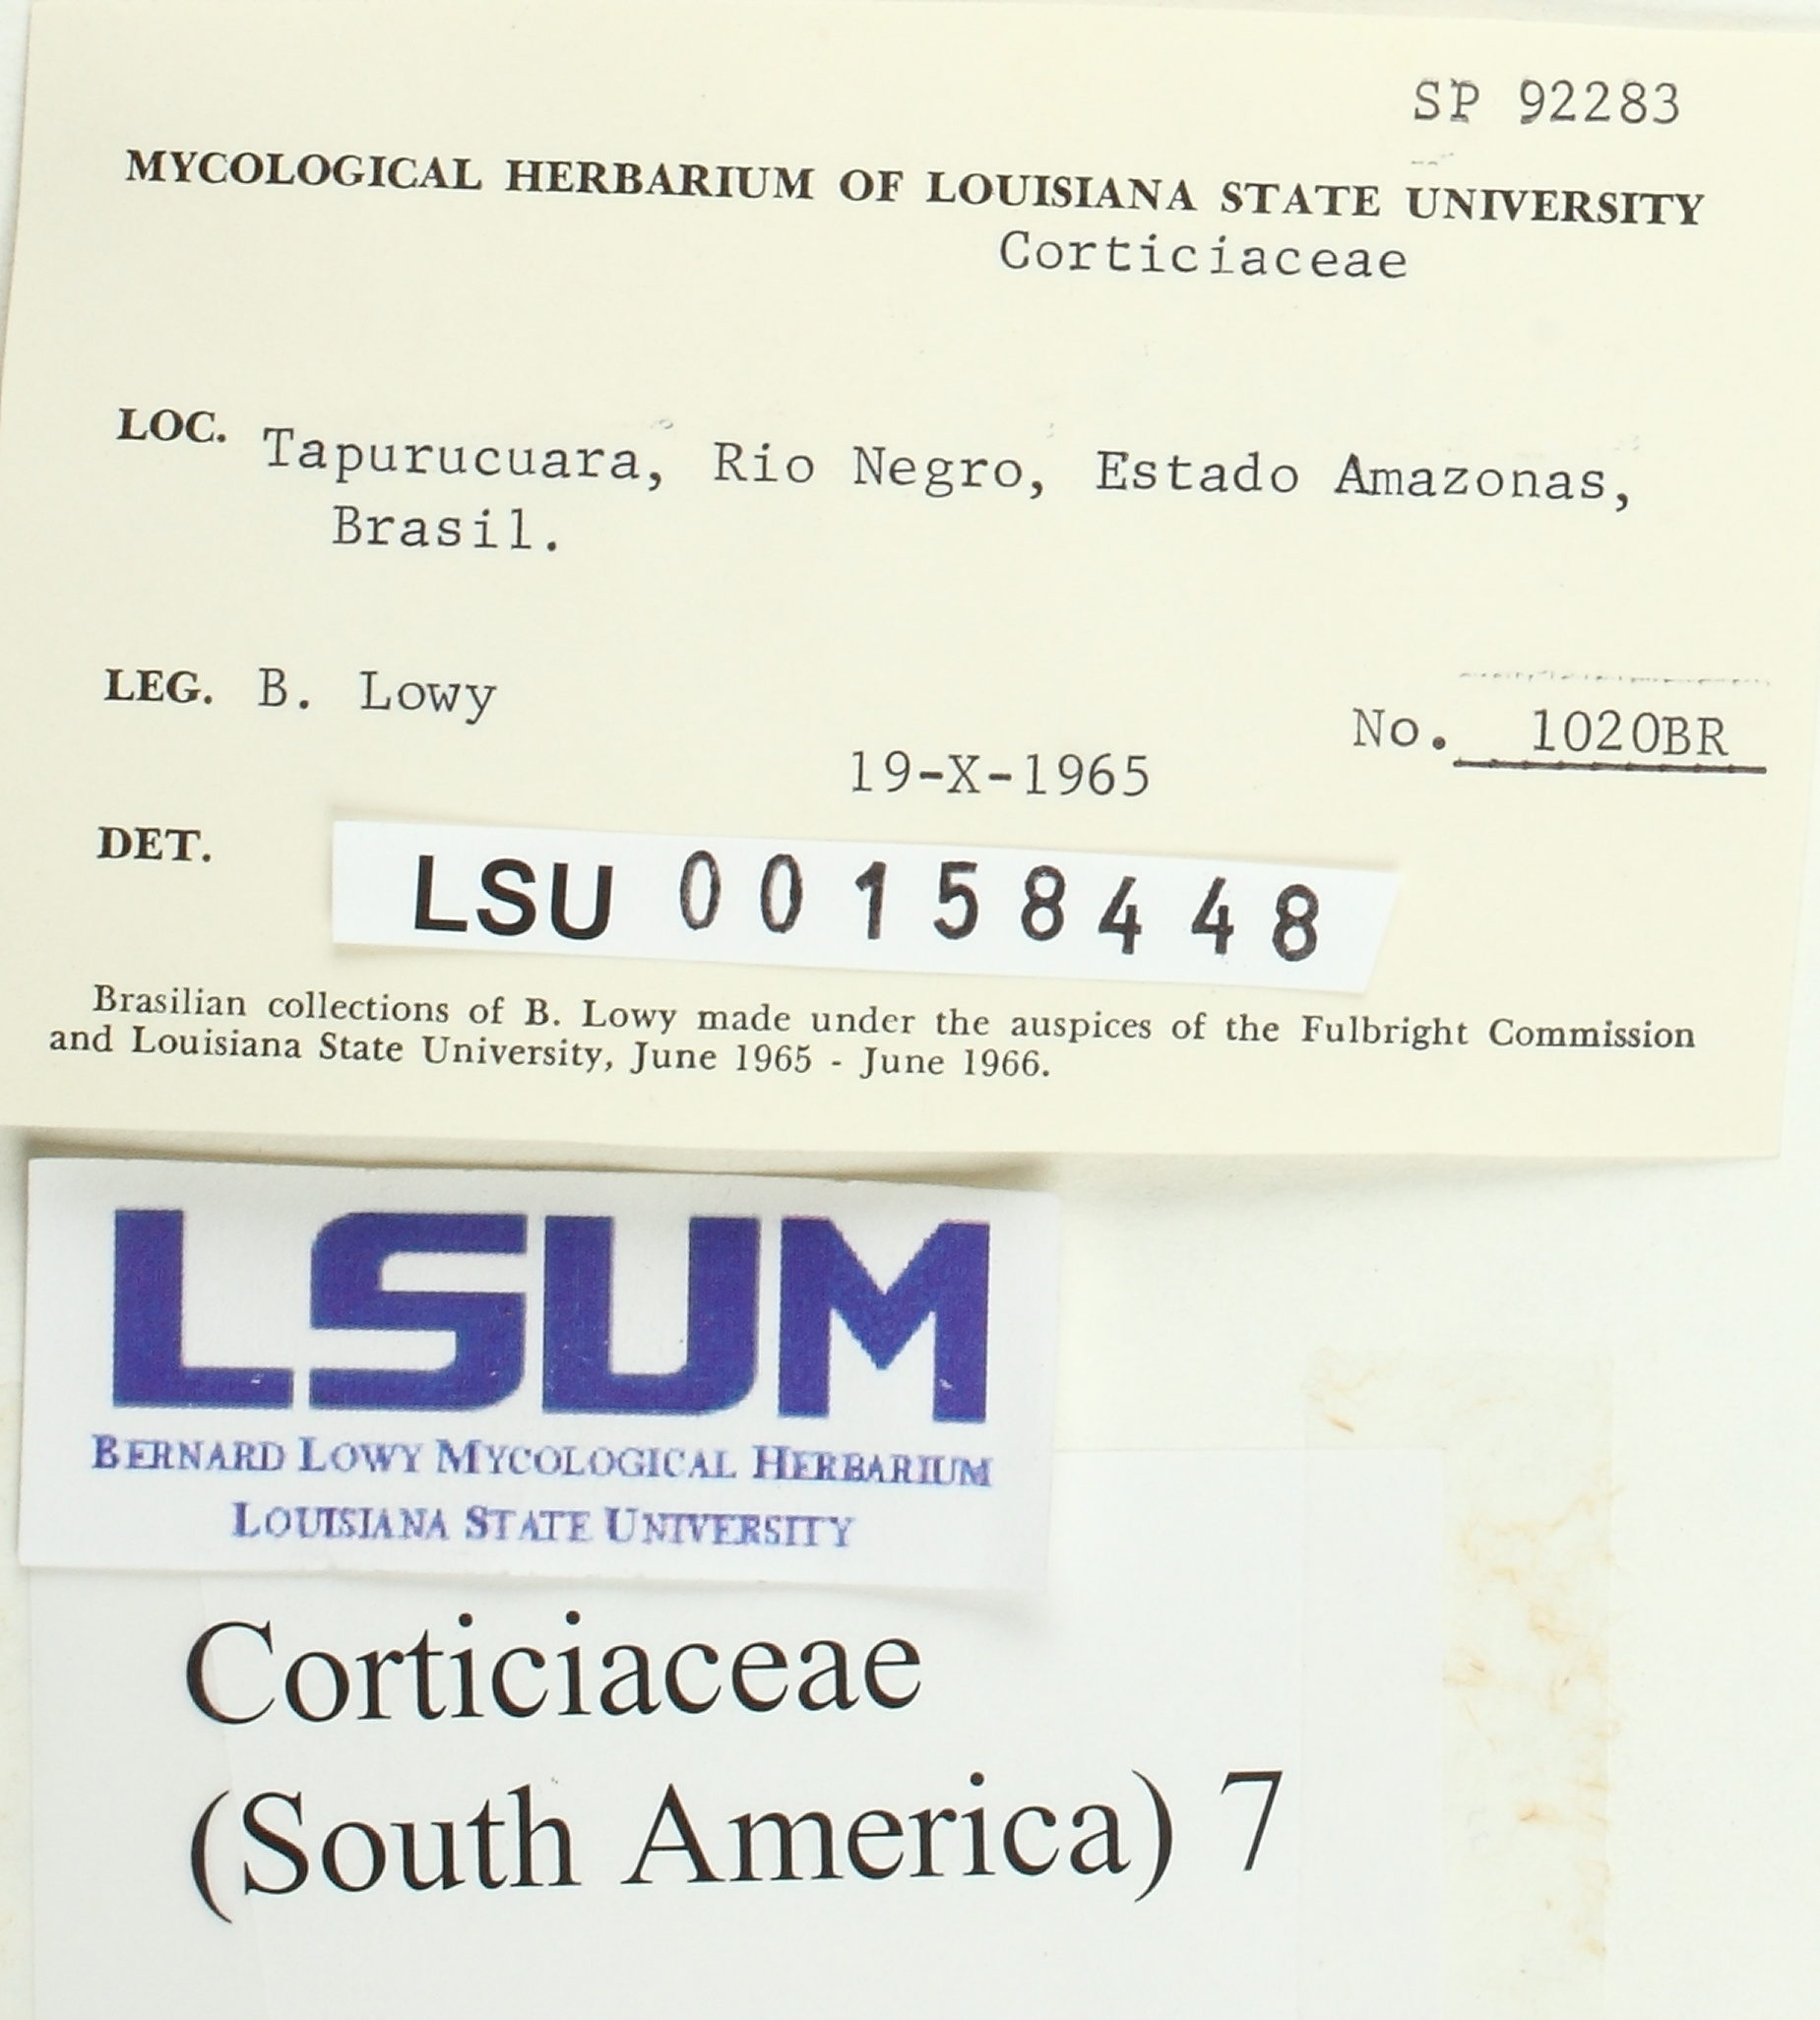 SP 92283
MYCOLOGICAL HERBARIUM OF LOUISIANA STATE UNIVERSITY
Corticiaceae
LOC. Tapurucuara, Rio Negro, Estado Amazonas,
Brasil.
LEG. B. Lowy
No. 1020BR
19-X-1965
DET.
LSU 00158448
Brasilian collections of B. Lowy made under the auspices of the Fulbright Commission
and Louisiana State University, June 1965 - June 1966.
LSUM
BERNARD LOWY MYCOLOGICAL HERBARIUM
LOUISIANA STATE UNIVERSITY
Corticiaceae
(South America) 7